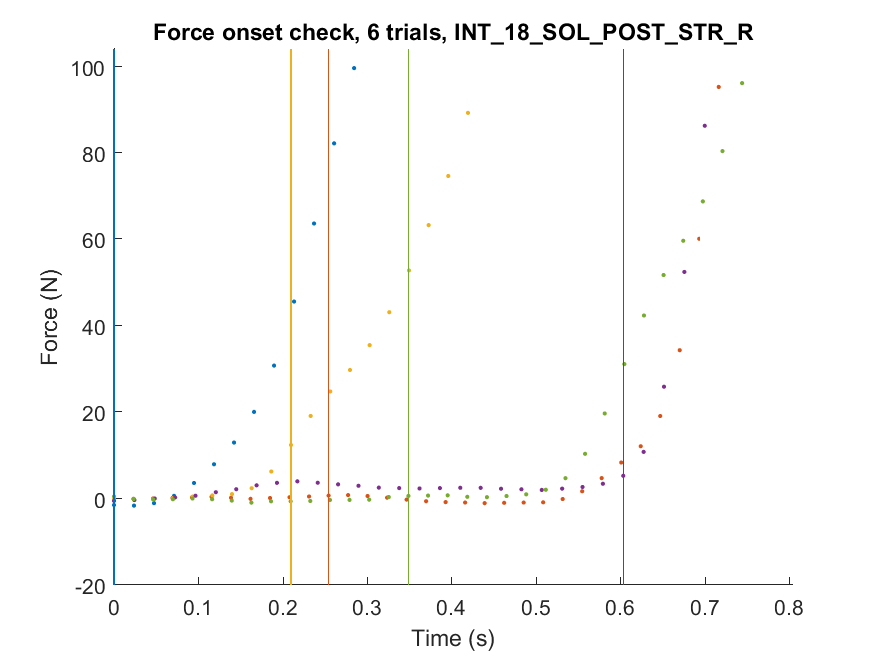 Force onset check, 6 trials, INT_18_SOL_POST_STR_R
100
80
60
40
20
0
-20
Force (N)
0 0.1 0.2 0.3 0.4 0.5 0.6 0.7 0.8
Time (s)